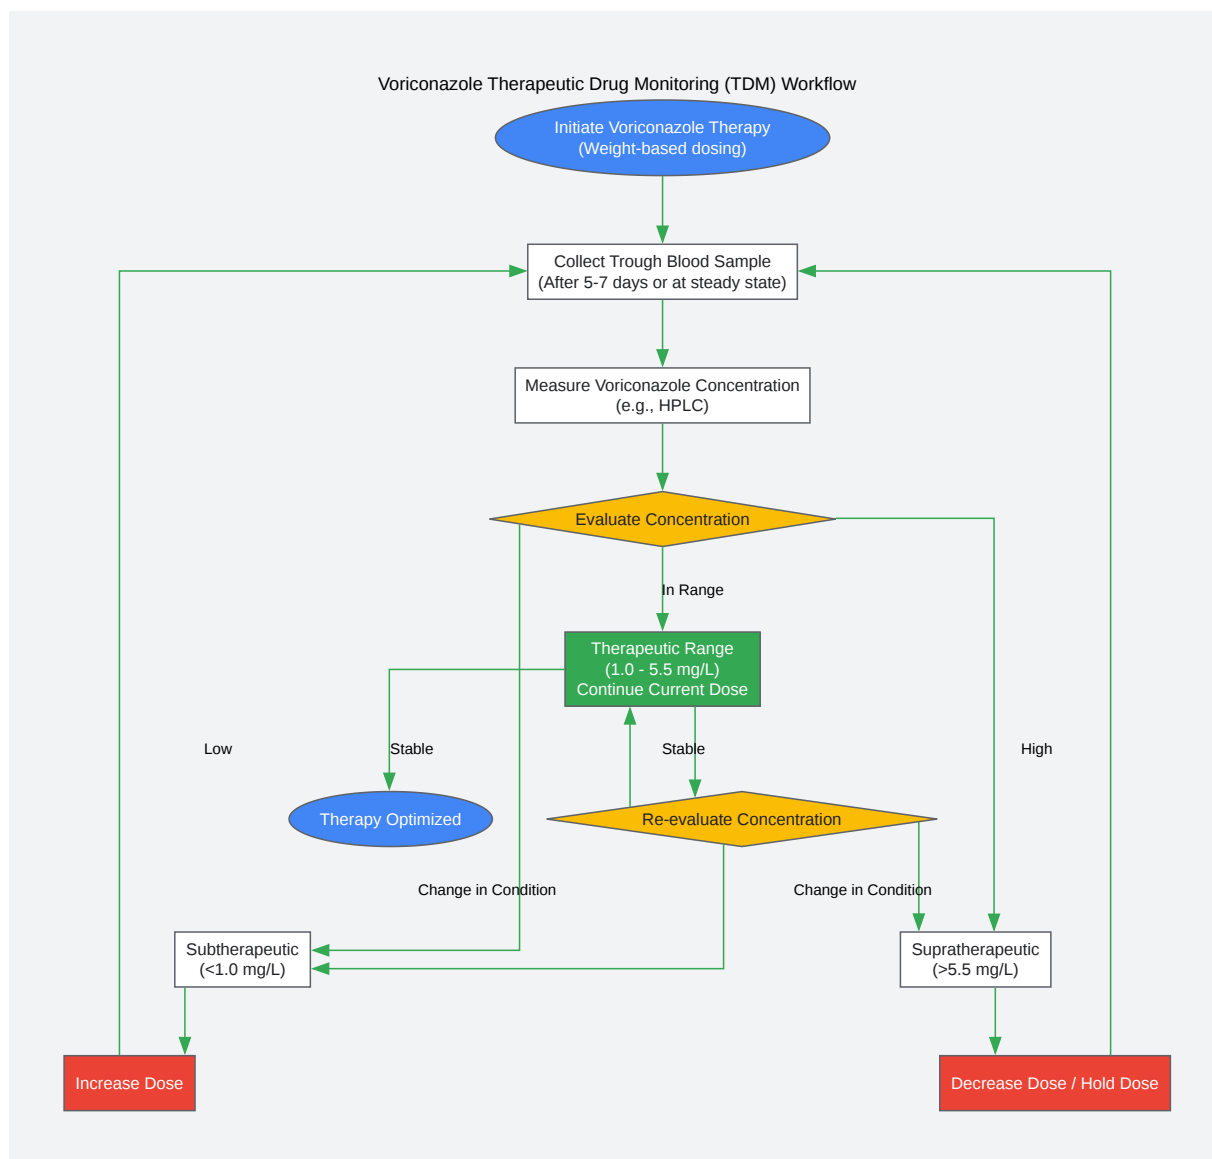 Voriconazole Therapeutic Drug Monitoring (TDM) Workflow
Initiate Voriconazole Therapy
(Weight-based dosing)
Collect Trough Blood Sample
(After 5-7 days or at steady state)
Measure Voriconazole Concentration
(e.g., HPLC)
Evaluate Concentration
In Range
Therapeutic Range
(1.0 - 5.5 mg/L)
Continue Current Dose
Low
Stable
Stable
High
Therapy Optimized
Re-evaluate Concentration
Change in Condition
Change in Condition
Subtherapeutic
(<1.0 mg/L)
Supratherapeutic
(>5.5 mg/L)
Increase Dose
Decrease Dose / Hold Dose